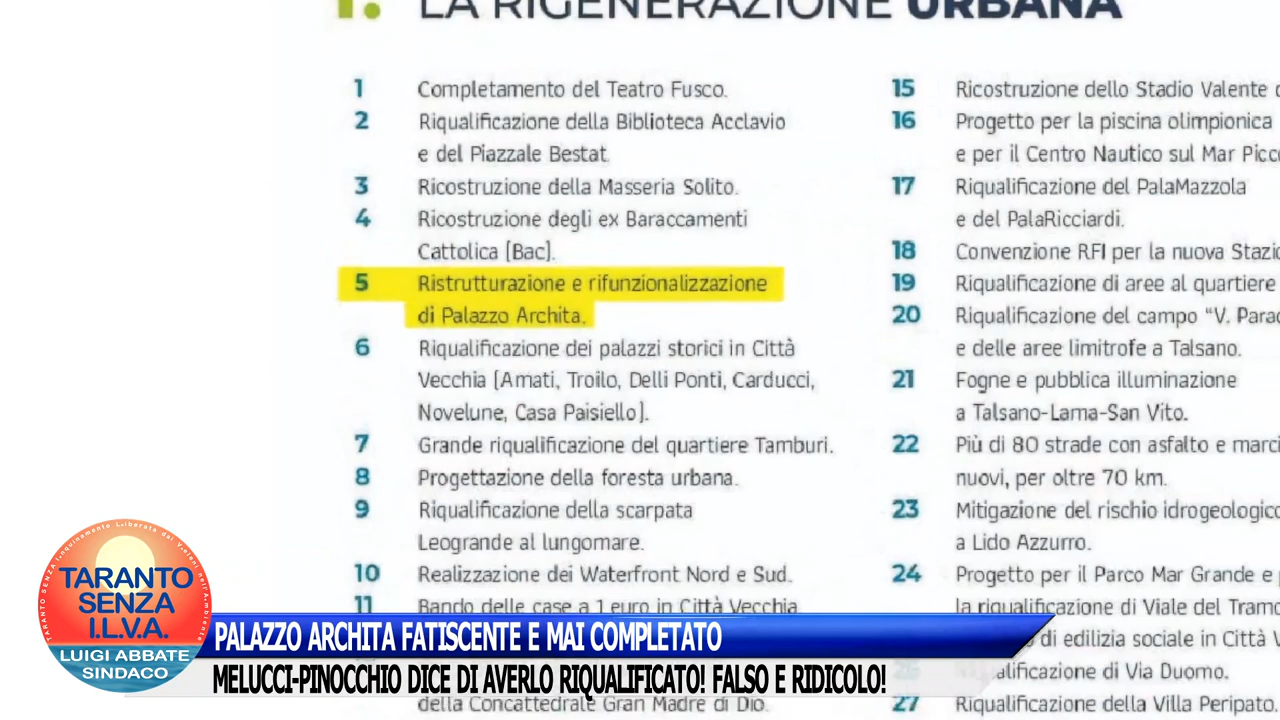 1. LA RIGENERAZIONE URBANA
1 Completamento del Teatro Fusco.
2 Riqualificazione della Biblioteca Acclavio
e del Piazzale Bestat.
3 Ricostruzione della Masseria Solito.
4 Ricostruzione degli ex Baraccamenti
Cattolica [Bac].
5 Ristrutturazione e rifunzionalizzazione
di Palazzo Archita.
6 Riqualificazione dei palazzi storici in Città
Vecchia [Amati, Troilo, Delli Ponti, Carducci,
Novelune, Casa Paisiello].
7 Grande riqualificazione del quartiere Tamburi.
8 Progettazione della foresta urbana.
9 Riqualificazione della scarpata
Leogrande al lungomare.
10 Realizzazione dei Waterfront Nord e Sud.
11 Bando delle case a 1 euro in Città Vecchia
della Concattedrale Gran Madre di Dio.
15 Ricostruzione dello Stadio Valente
16 Progetto per la piscina olimpionica
e per il Centro Nautico sul Mar Picc
17 Riqualificazione del PalaMazzola
e del PalaRicciardi.
18 Convenzione RFI per la nuova Stazi
19 Riqualificazione di aree al quartiere
20 Riqualificazione del campo "V. Parad
e delle aree limitrofe a Talsano.
21 Fogne e pubblica illuminazione
a Talsano-Lama-San Vito.
22 Più di 80 strade con asfalto e marci
nuovi, per oltre 70 km.
23 Mitigazione del rischio idrogeologico
a Lido Azzurro.
24 Progetto per il Parco Mar Grande e
la riqualificazione di Viale del Tramo
di edilizia sociale in Città V
26 alificazione di Via Duomo.
27 Riqualificazione della Villa Peripato.
TARANTO
SENZA
I.L.V.A.
LUIGI ABBATE
SINDACO
PALAZZO ARCHITA FATISCENTE E MAI COMPLETATO
MELUCCI-PINOCCHIO DICE DI AVERLO RIQUALIFICATO! FALSO E RIDICOLO!